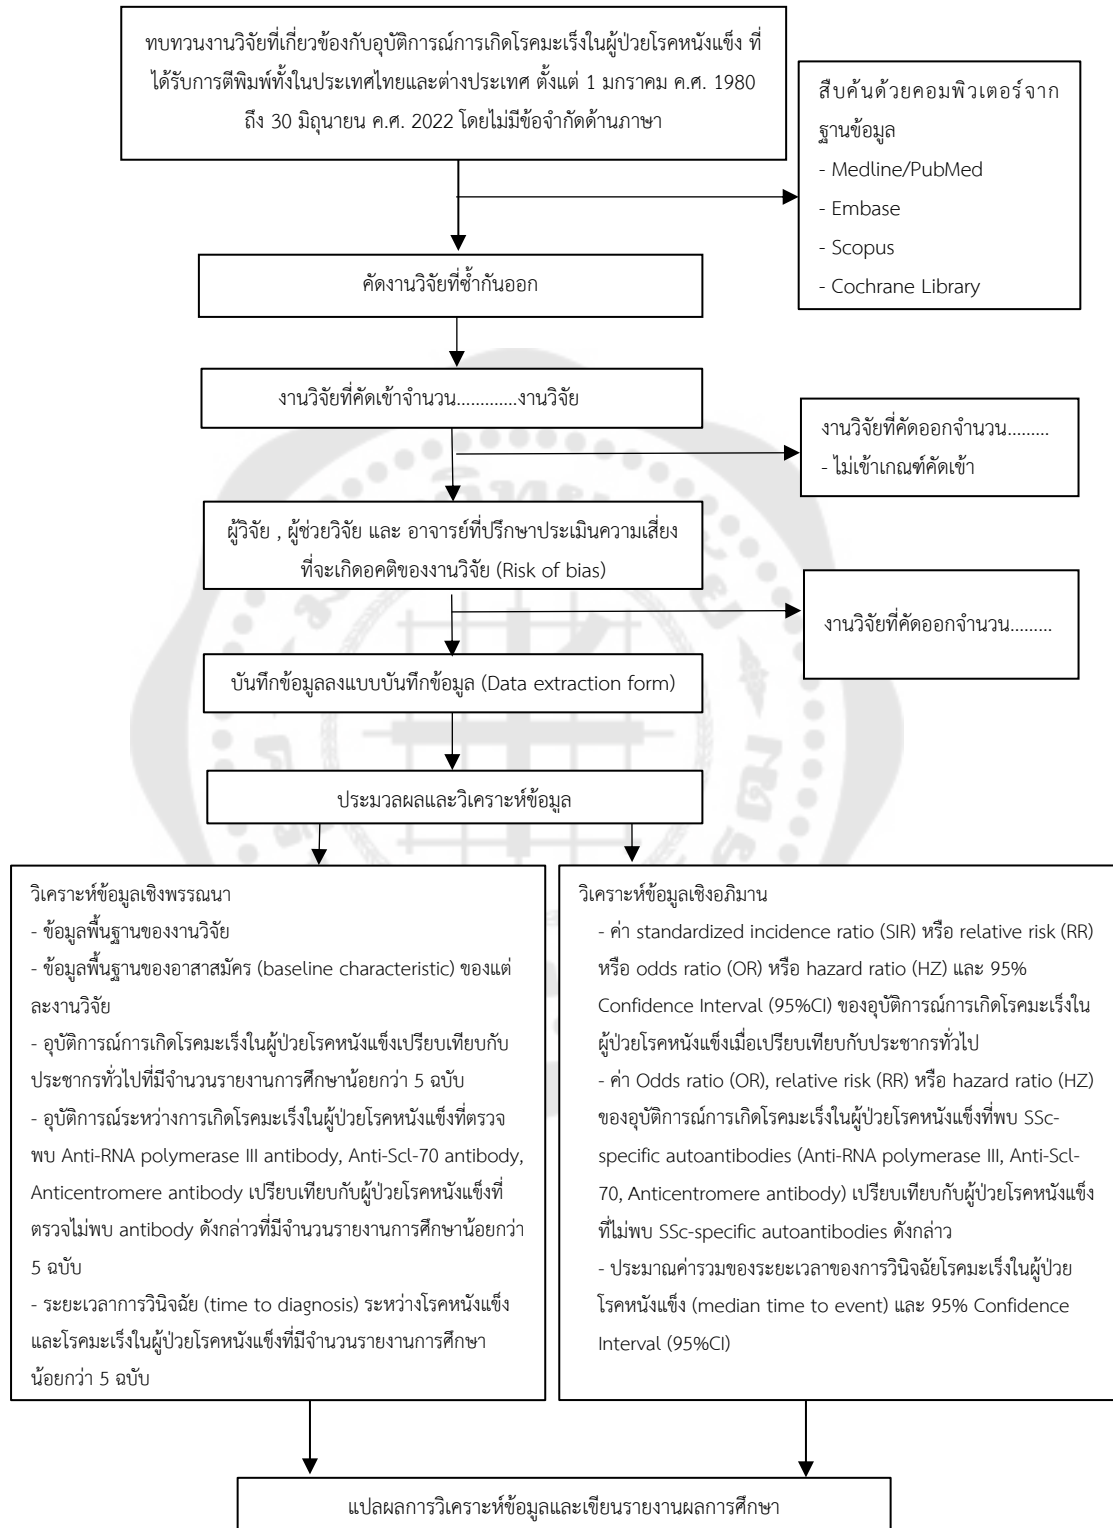 ทบทวนงานวิจัยที่เกี่ยวข้องกับอุบัติการณ์การเกิดโรคมะเร็งในผู้ป่วยโรคหนังแข็ง ที่
ได้รับการตีพิมพ์ทั้งในประเทศไทยและต่างประเทศ ตั้งแต่ 1 มกราคม ค.ศ. 1980
ถึง 30 มิถุนายน ค.ศ. 2022 โดยไม่มีข้อจำกัดด้านภาษา
สืบค้นด้วยคอมพิวเตอร์จาก
ฐานข้อมูล
- Medline/PubMed
- Embase
- Scopus
- Cochrane Library
คัดงานวิจัยที่ซ้ำกันออก
งานวิจัยที่คัดเข้าจำนวน.............งานวิจัย
งานวิจัยที่คัดออกจำนวน.........
- ไม่เข้าเกณฑ์คัดเข้า
ผู้วิจัย , ผู้ช่วยวิจัย และ อาจารย์ที่ปรึกษาประเมินความเสี่ยง
ที่จะเกิดอคติของงานวิจัย (Risk of bias)
งานวิจัยที่คัดออกจำนวน.........
บันทึกข้อมูลลงแบบบันทึกข้อมูล (Data extraction form)
ประมวลผลและวิเคราะห์ข้อมูล
วิเคราะห์ข้อมูลเชิงพรรณนา
- ข้อมูลพื้นฐานของงานวิจัย
- ข้อมูลพื้นฐานของอาสาสมัคร (baseline characteristic) ของแต่
ละงานวิจัย
- อุบัติการณ์การเกิดโรคมะเร็งในผู้ป่วยโรคหนังแข็งเปรียบเทียบกับ
ประชากรทั่วไปที่มีจำนวนรายงานการศึกษาน้อยกว่า 5 ฉบับ
- อุบัติการณ์ระหว่างการเกิดโรคมะเร็งในผู้ป่วยโรคหนังแข็งที่ตรวจ
พบ Anti-RNA polymerase III antibody, Anti-Scl-70 antibody,
Anticentromere antibody เปรียบเทียบกับผู้ป่วยโรคหนังแข็งที่
ตรวจไม่พบ antibody ดังกล่าวที่มีจำนวนรายงานการศึกษาน้อยกว่า
5 ฉบับ
- ระยะเวลาการวินิจฉัย (time to diagnosis) ระหว่างโรคหนังแข็ง
และโรคมะเร็งในผู้ป่วยโรคหนังแข็งที่มีจำนวนรายงานการศึกษา
น้อยกว่า 5 ฉบับ
วิเคราะห์ข้อมูลเชิงอภิมาน
- ค่า standardized incidence ratio (SIR) หรือ relative risk (RR)
หรือ odds ratio (OR) หรือ hazard ratio (HZ) และ 95%
Confidence Interval (95%CI) ของอุบัติการณ์การเกิดโรคมะเร็งใน
ผู้ป่วยโรคหนังแข็งเมื่อเปรียบเทียบกับประชากรทั่วไป
- ค่า Odds ratio (OR), relative risk (RR) หรือ hazard ratio (HZ)
ของอุบัติการณ์การเกิดโรคมะเร็งในผู้ป่วยโรคหนังแข็งที่พบ SSc-
specific autoantibodies (Anti-RNA polymerase III, Anti-Scl-
70, Anticentromere antibody) เปรียบเทียบกับผู้ป่วยโรคหนังแข็ง
ที่ไม่พบ SSc-specific autoantibodies ดังกล่าว
- ประมาณค่ารวมของระยะเวลาของการวินิจฉัยโรคมะเร็งในผู้ป่วย
โรคหนังแข็ง (median time to event) และ 95% Confidence
Interval (95%CI)
แปลผลการวิเคราะห์ข้อมูลและเขียนรายงานผลการศึกษา